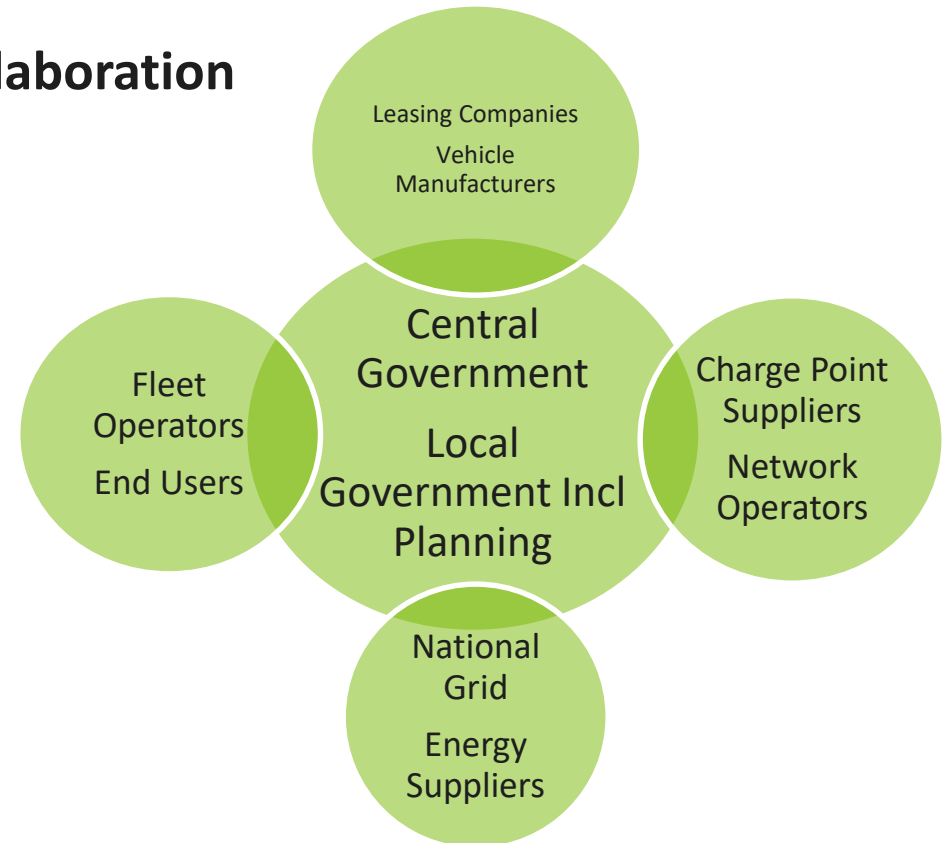 laboration
Leasing Companies
Vehicle
Manufacturers
Central
Government
Local
Government Incl
Planning
Fleet
Operators
End Users
Charge Point
Suppliers
Network
Operators
National
Grid
Energy
Suppliers